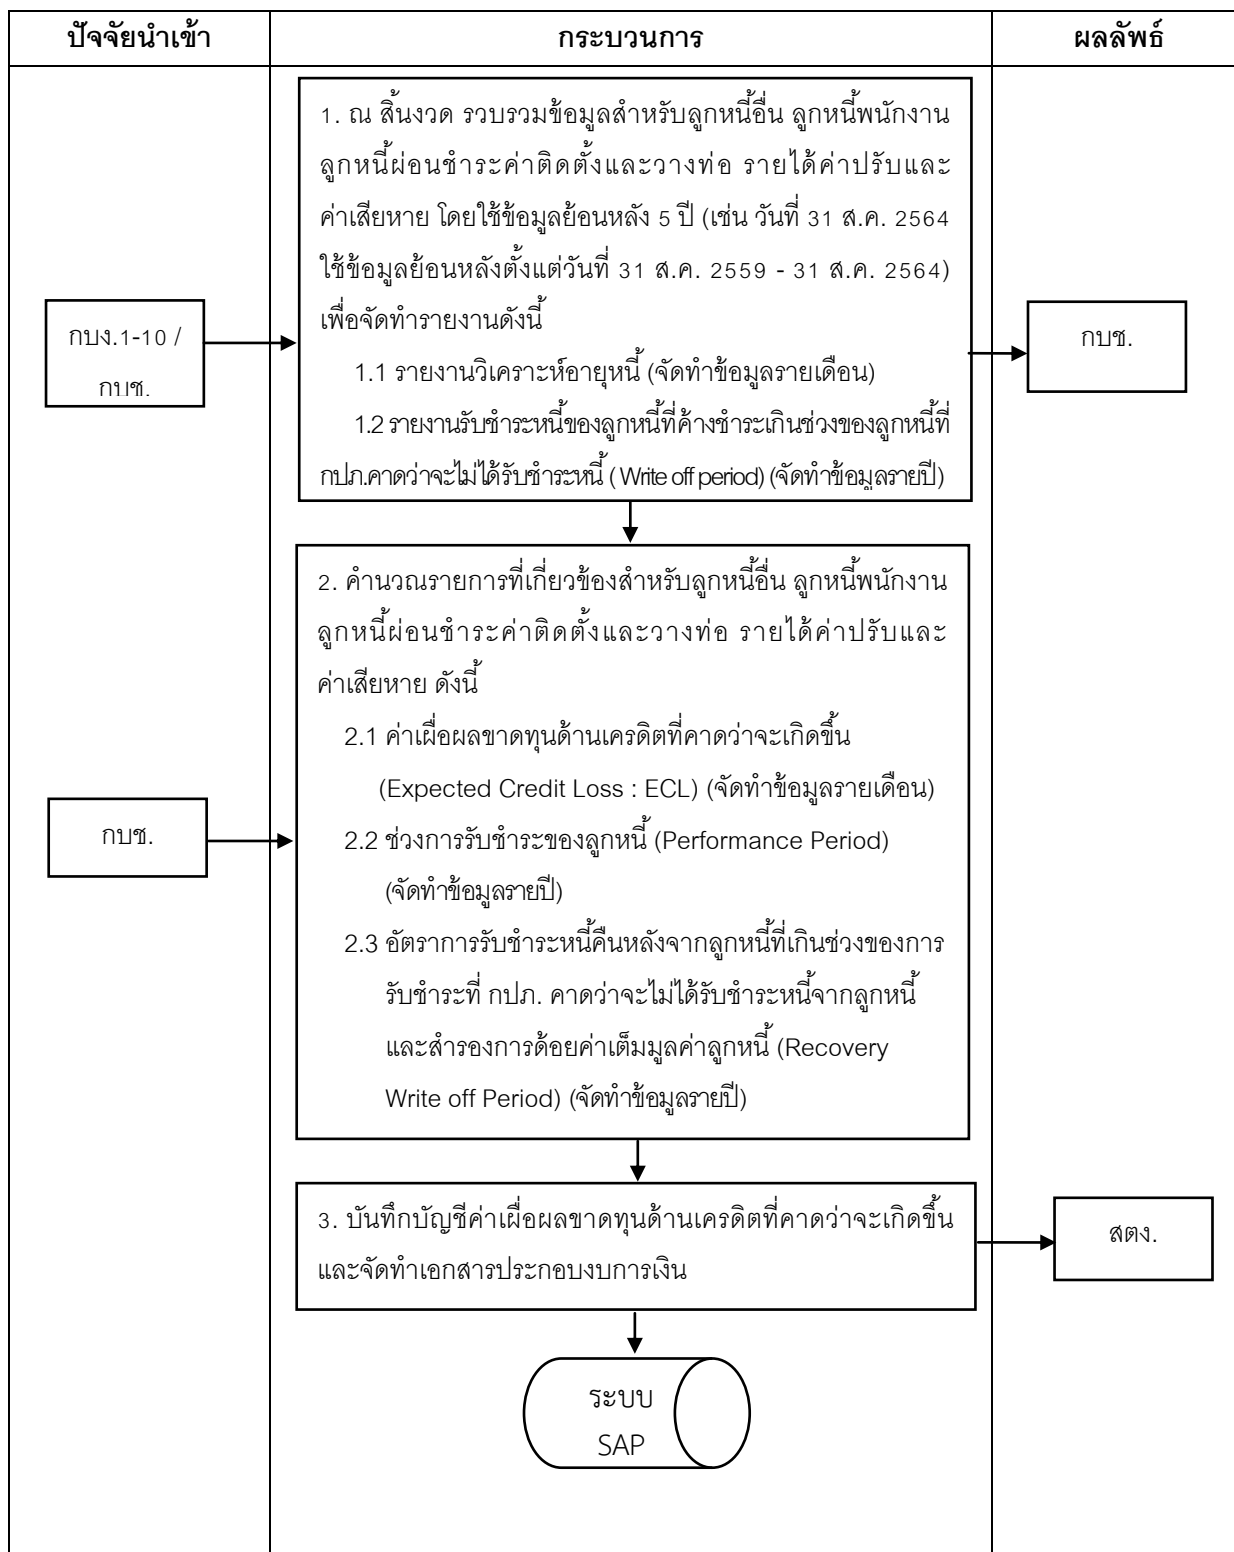 ปัจจัยนำเข้า
กระบวนการ
ผลลัพธ์
1. ณ สิ้นงวด รวบรวมข้อมูลสำหรับลูกหนี้อื่น ลูกหนี้พนักงาน
ลูกหนี้ผ่อนชำระค่าติดตั้งและวางท่อ รายได้ค่าปรับและ
ค่าเสียหาย โดยใช้ข้อมูลย้อนหลัง 5 ปี (เช่น วันที่ 31 ส.ค. 2564
ใช้ข้อมูลย้อนหลังตั้งแต่วันที่ 31 ส.ค. 2559 - 31 ส.ค. 2564)
เพื่อจัดทำรายงานดังนี้
1.1 รายงานวิเคราะห์อายุหนี้ (จัดทำข้อมูลรายเดือน)
1.2 รายงานรับชำระหนี้ของลูกหนี้ที่ค้างชำระเกินช่วงของลูกหนี้ที่
กปภ.คาดว่าจะไม่ได้รับชำระหนี้ ( Write off period) (จัดทำข้อมูลรายปี)
กบง.1-10 /
กบช.
กบช.
2. คำนวณรายการที่เกี่ยวข้องสำหรับลูกหนี้อื่น ลูกหนี้พนักงาน
ลูกหนี้ผ่อนชำระค่าติดตั้งและวางท่อ รายได้ค่าปรับและ
ค่าเสียหาย ดังนี้
2.1 ค่าเผื่อผลขาดทุนด้านเครดิตที่คาดว่าจะเกิดขึ้น
(Expected Credit Loss : ECL) (จัดทำข้อมูลรายเดือน)
2.2 ช่วงการรับชำระของลูกหนี้ (Performance Period)
(จัดทำข้อมูลรายปี)
2.3 อัตราการรับชำระหนี้คืนหลังจากลูกหนี้ที่เกินช่วงของการ
รับชำระที่ กปภ. คาดว่าจะไม่ได้รับชำระหนี้จากลูกหนี้
และสำรองการด้อยค่าเต็มมูลค่าลูกหนี้ (Recovery
Write off Period) (จัดทำข้อมูลรายปี)
กบช.
3. บันทึกบัญชีค่าเผื่อผลขาดทุนด้านเครดิตที่คาดว่าจะเกิดขึ้น
และจัดทำเอกสารประกอบงบการเงิน
สตง.
ระบบ
SAP